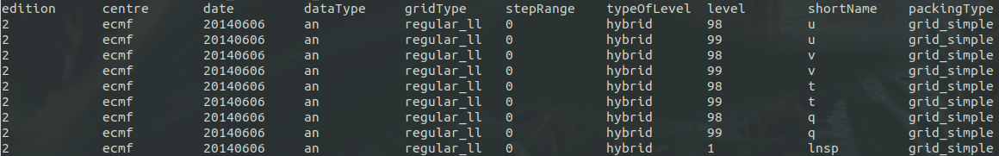 edition centre date dataType gridType stepRange typeOfLevel level shortName packingType
2 ecmf 20140606 an regular_ll 0 hybrid 98 u grid_simple
2 ecmf 20140606 an regular_ll 0 hybrid 99 u grid_simple
2 ecmf 20140606 an regular_ll 0 hybrid 98 v grid_simple
2 ecmf 20140606 an regular_ll 0 hybrid 99 v grid_simple
2 ecmf 20140606 an regular_ll 0 hybrid 98 t grid_simple
2 ecmf 20140606 an regular_ll 0 hybrid 99 t grid_simple
2 ecmf 20140606 an regular_ll 0 hybrid 98 q grid_simple
2 ecmf 20140606 an regular_ll 0 hybrid 99 q grid_simple
2 ecmf 20140606 an regular_ll 0 hybrid 1 lnsp grid_simple